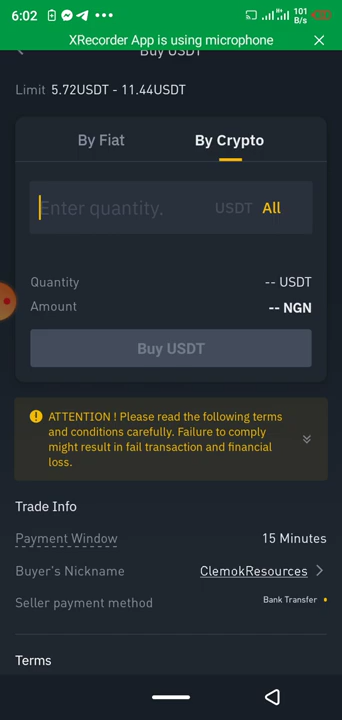 6:02
101
B/s
XRecorder App is using microphone
Buy USDT
Limit 5.72USDT - 11.44USDT
By Fiat
By Crypto
Enter quantity.
USDT All
Quantity
-- USDT
Amount
-- NGN
Buy USDT
ATTENTION ! Please read the following terms
and conditions carefully. Failure to comply
might result in fail transaction and financial
loss.
Trade Info
Payment Window
15 Minutes
Buyer's Nickname
ClemokResources
Seller payment method
Bank Transfer
Terms